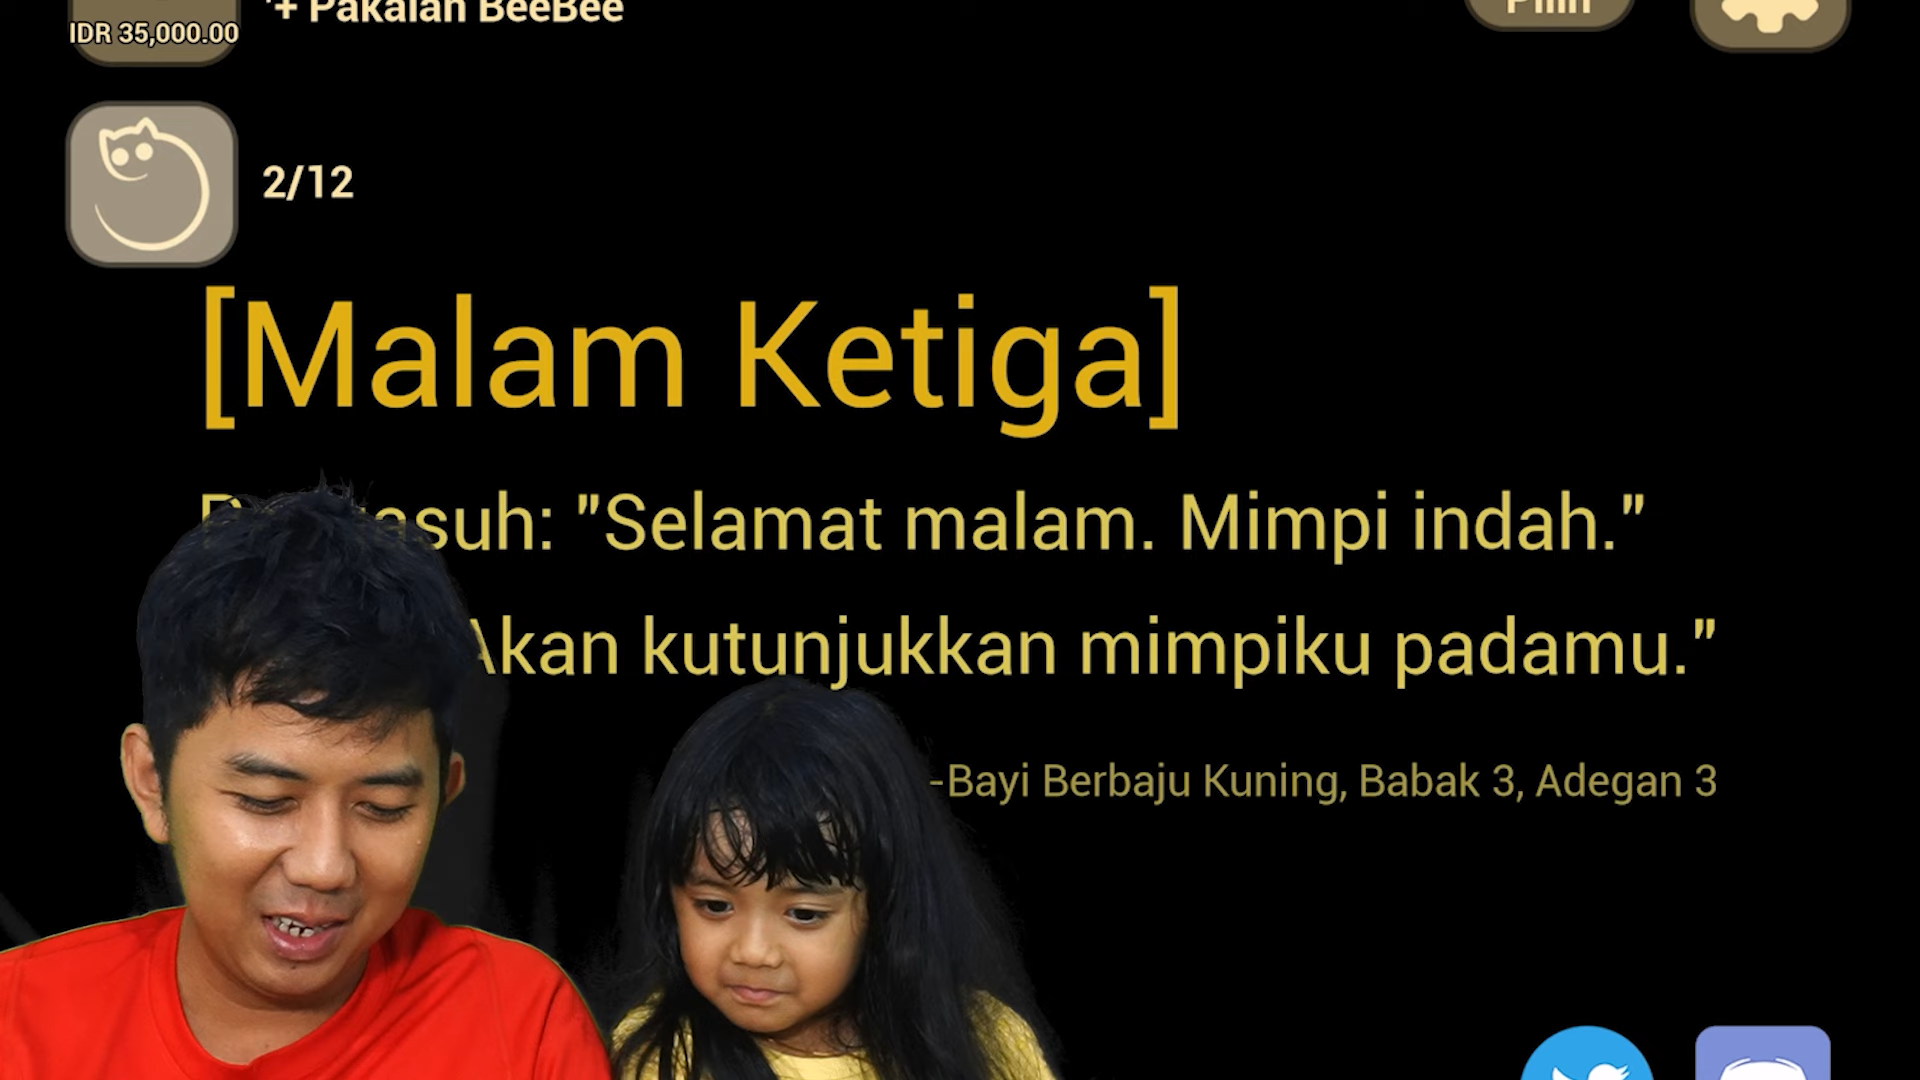 + Pakaian BeeBee
IDR 35,000.00
Pilih
2/12
[Malam Ketiga]
"Selamat malam. Mimpi indah."
Akan kutunjukkan mimpiku padamu."
-Bayi Berbaju Kuning, Babak 3, Adegan 3